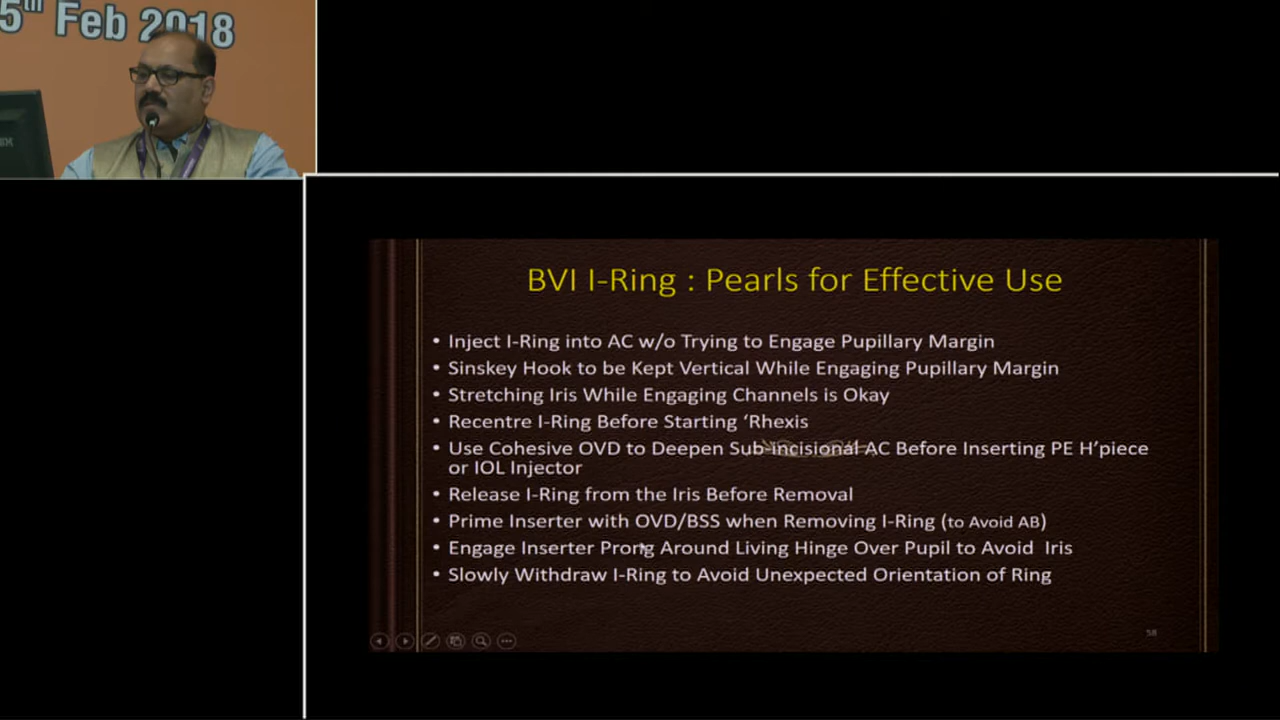 5th Feb 2018
BVI I-Ring : Pearls for Effective Use
• Inject I-Ring into AC w/o Trying to Engage Pupillary Margin
• Sinskey Hook to be Kept Vertical While Engaging Pupillary Margin
• Stretching Iris While Engaging Channels is Okay
• Recentre I-Ring Before Starting ‘Rhexis
• Use Cohesive OVD to Deepen Sub-Incisional AC Before Inserting PE H’piece
or IOL Injector
• Release I-Ring from the Iris Before Removal
• Prime Inserter with OVD/BSS when Removing I-Ring (to Avoid AB)
• Engage Inserter Prong Around Living Hinge Over Pupil to Avoid Iris
• Slowly Withdraw I-Ring to Avoid Unexpected Orientation of Ring
58